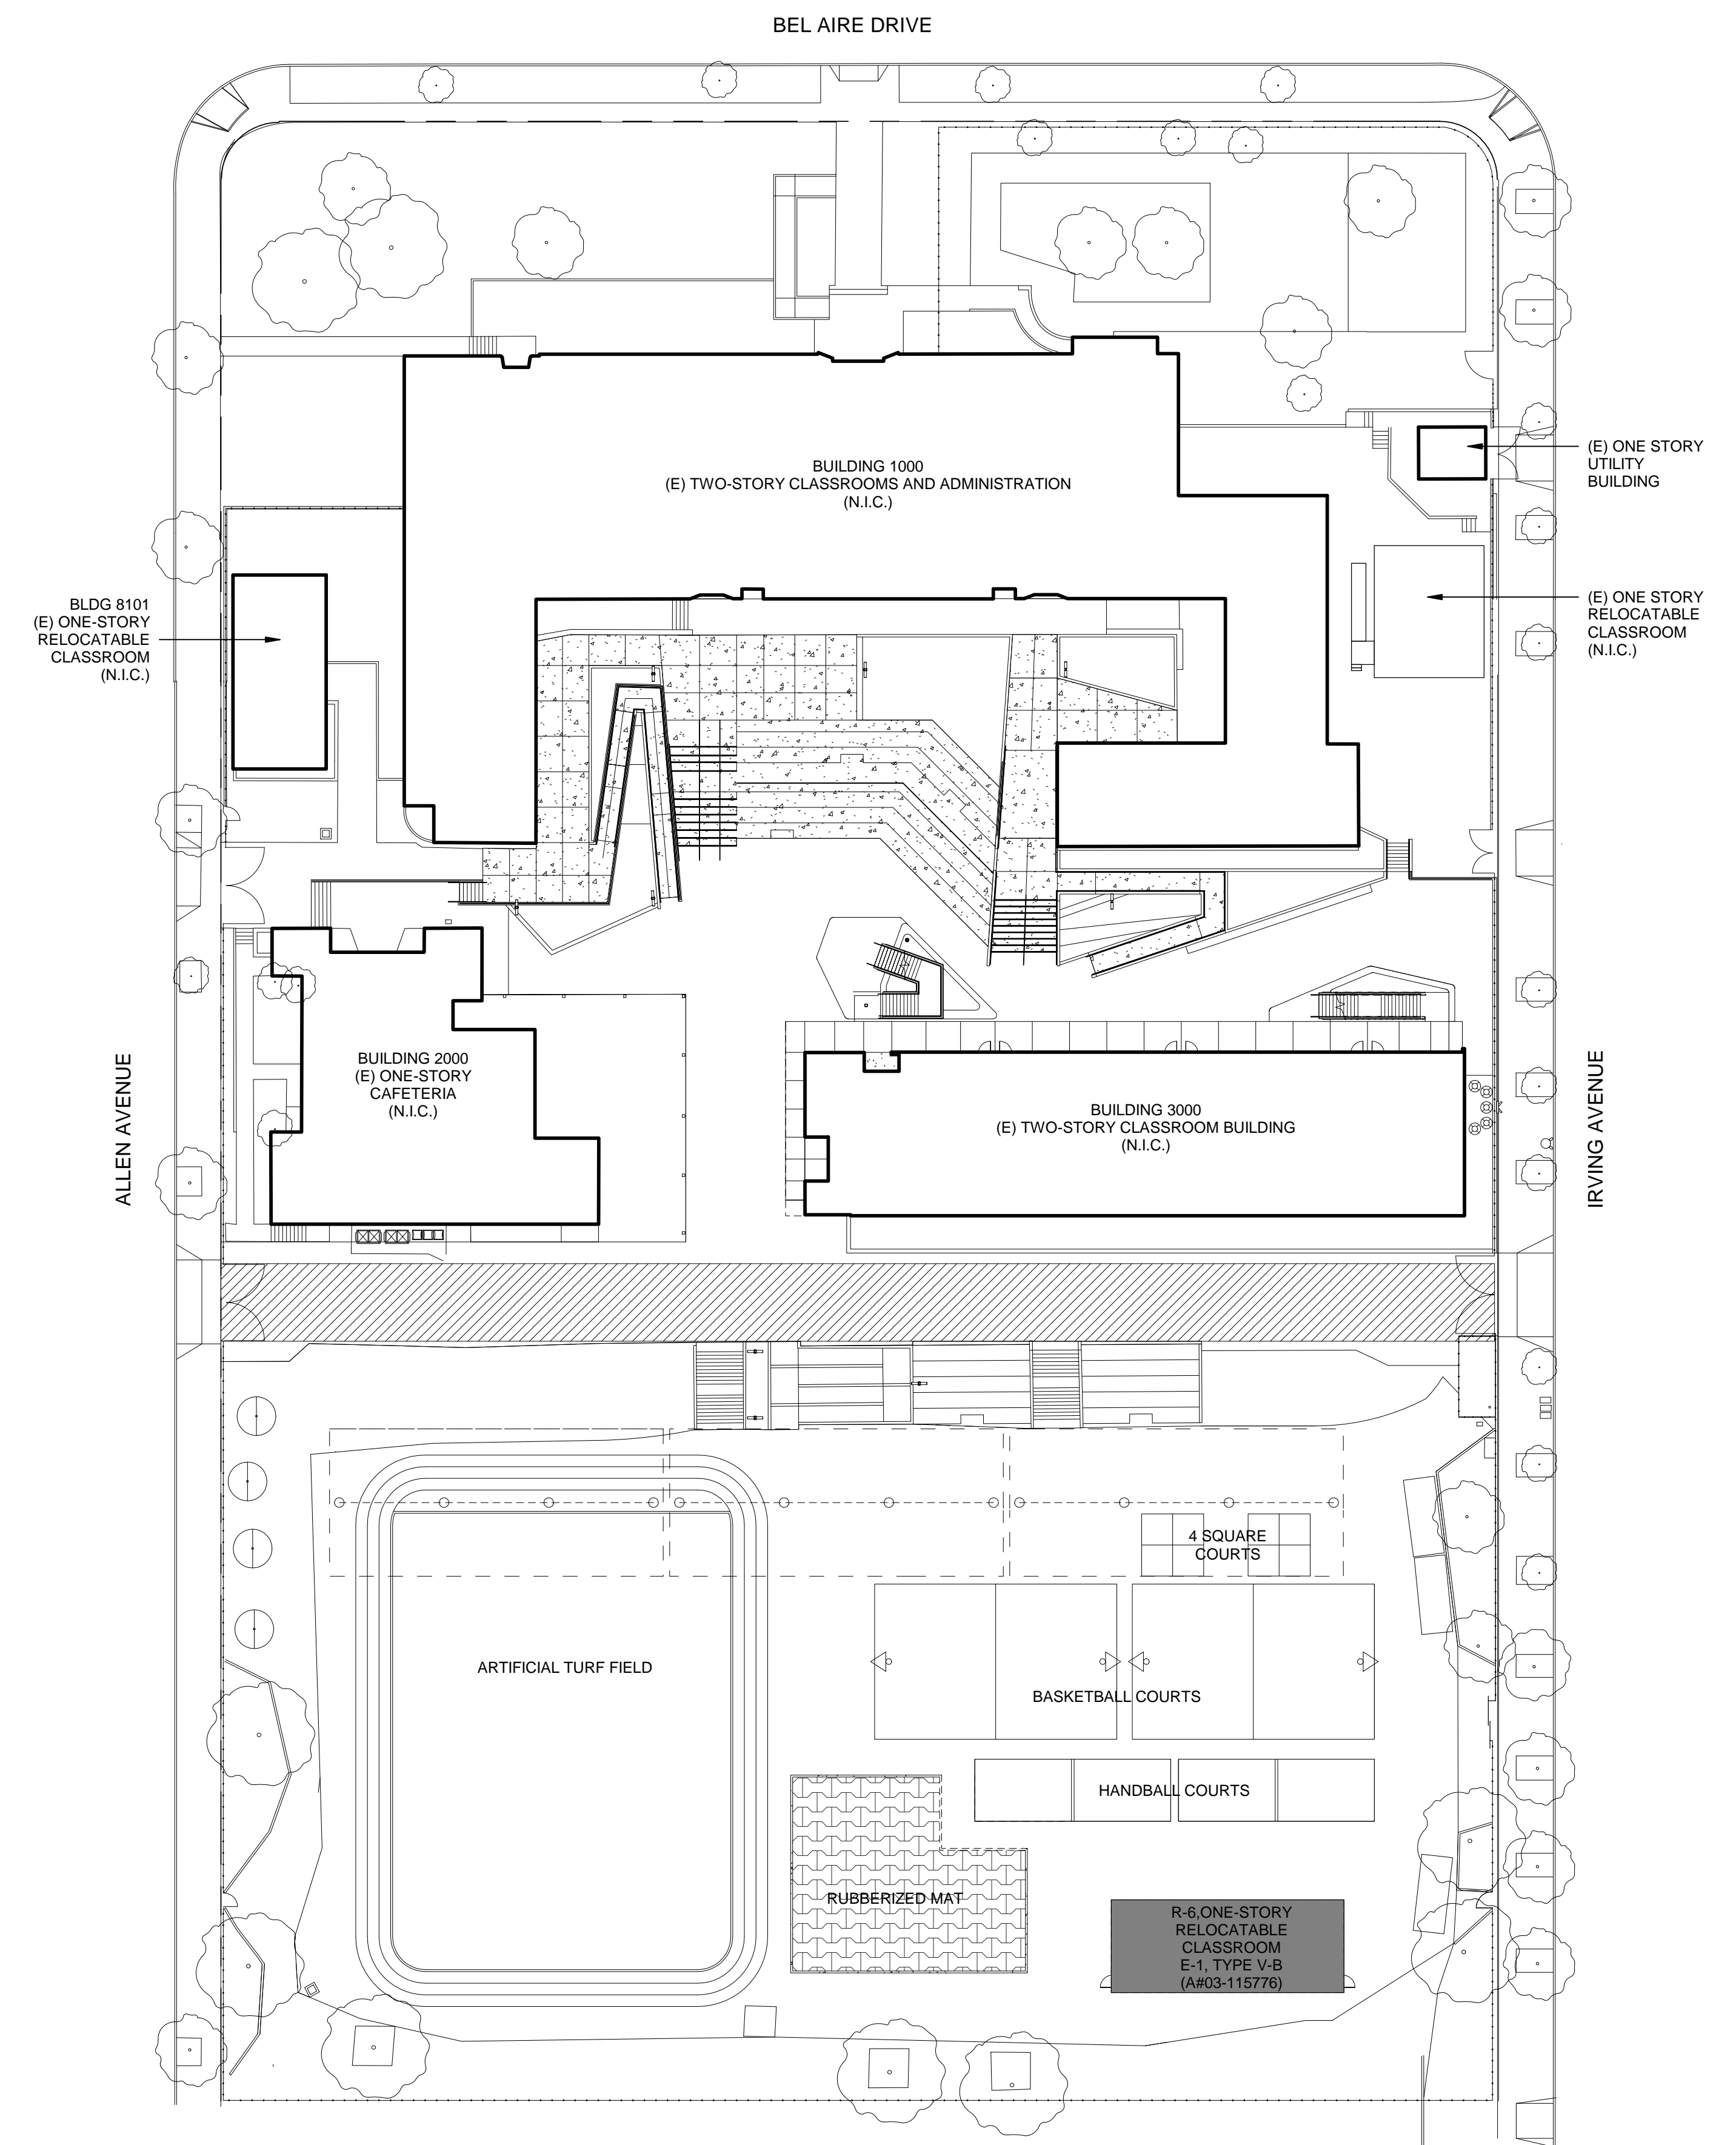 BEL AIRE DRIVE
BUILDING 1000
(E) TWO-STORY CLASSROOMS AND ADMINISTRATION
(N.I.C.)
(E) ONE STORY
UTILITY
BUILDING
BLDG 8101
(E) ONE-STORY
RELOCATABLE
CLASSROOM
(N.I.C.)
(E) ONE STORY
RELOCATABLE
CLASSROOM
(N.I.C.)
ALLEN AVENUE
BUILDING 2000
(E) ONE-STORY
CAFETERIA
(N.I.C.)
BUILDING 3000
(E) TWO-STORY CLASSROOM BUILDING
(N.I.C.)
IRVING AVENUE
4 SQUARE
COURTS
ARTIFICIAL TURF FIELD
BASKETBALL COURTS
HANDBALL COURTS
RUBBERIZED MAT
R-6,ONE-STORY
RELOCATABLE
CLASSROOM
E-1, TYPE V-B
(A#03-115776)